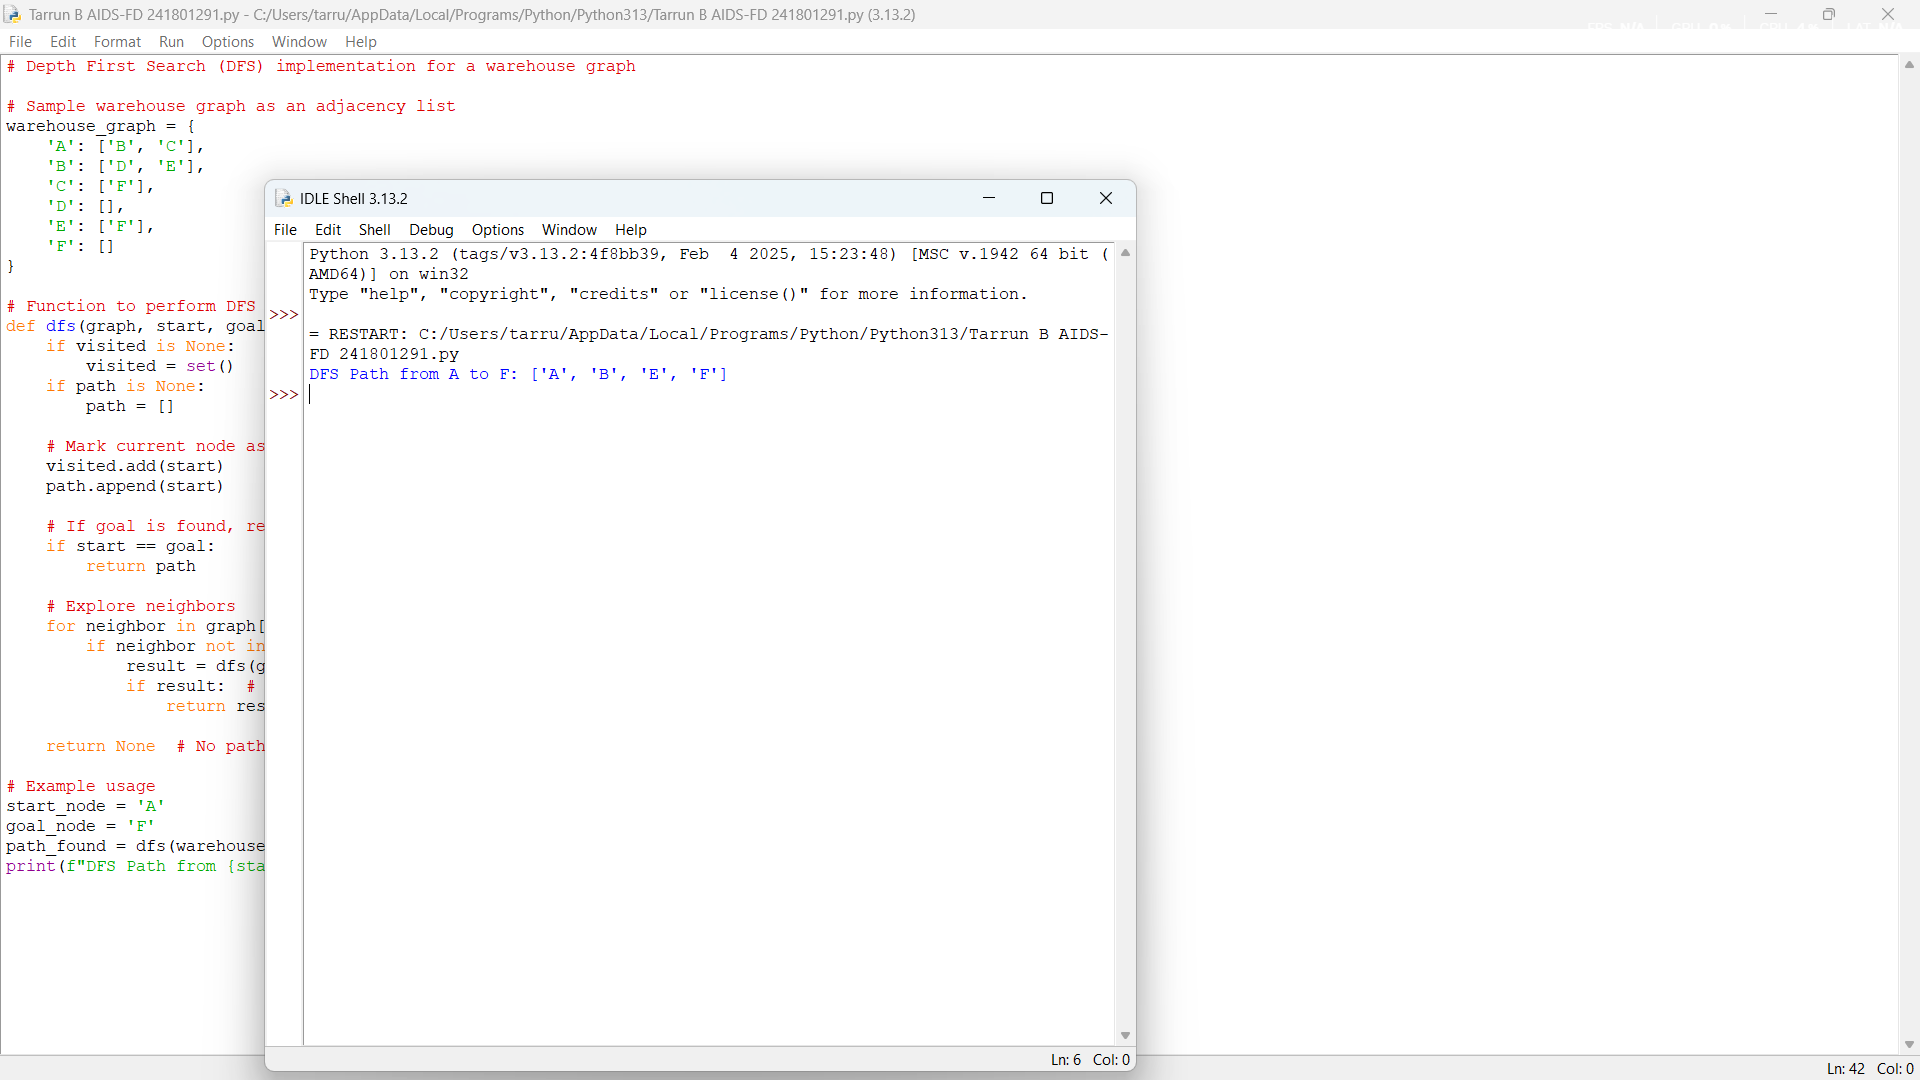 Tarrun B AIDS-FD 241801291.py - C:/Users/tarru/AppData/Local/Programs/Python/Python313/Tarrun B AIDS-FD 241801291.py (3.13.2)
File Edit Format Run Options Window Help
# Depth First Search (DFS) implementation for a warehouse graph
# Sample warehouse graph as an adjacency list
warehouse_graph = {
    'A': ['B', 'C'],
    'B': ['D', 'E'],
    'C': ['F'],
    'D': [],
    'E': ['F'],
    'F': []
}
# Function to perform DFS
def dfs(graph, start, goal
    if visited is None:
        visited = set()
    if path is None:
        path = []
    # Mark current node as
    visited.add(start)
    path.append(start)
    # If goal is found, re
    if start == goal:
        return path
    # Explore neighbors
    for neighbor in graph[
        if neighbor not in
            result = dfs(g
            if result:  #
                return res
    return None  # No path
# Example usage
start_node = 'A'
goal_node = 'F'
path_found = dfs(warehouse
print(f"DFS Path from {sta
IDLE Shell 3.13.2
File Edit Shell Debug Options Window Help
Python 3.13.2 (tags/v3.13.2:4f8bb39, Feb  4 2025, 15:23:48) [MSC v.1942 64 bit (
AMD64)] on win32
Type "help", "copyright", "credits" or "license()" for more information.
>>>
= RESTART: C:/Users/tarru/AppData/Local/Programs/Python/Python313/Tarrun B AIDS-
FD 241801291.py
DFS Path from A to F: ['A', 'B', 'E', 'F']
>>>
Ln: 6 Col: 0
Ln: 42 Col: 0